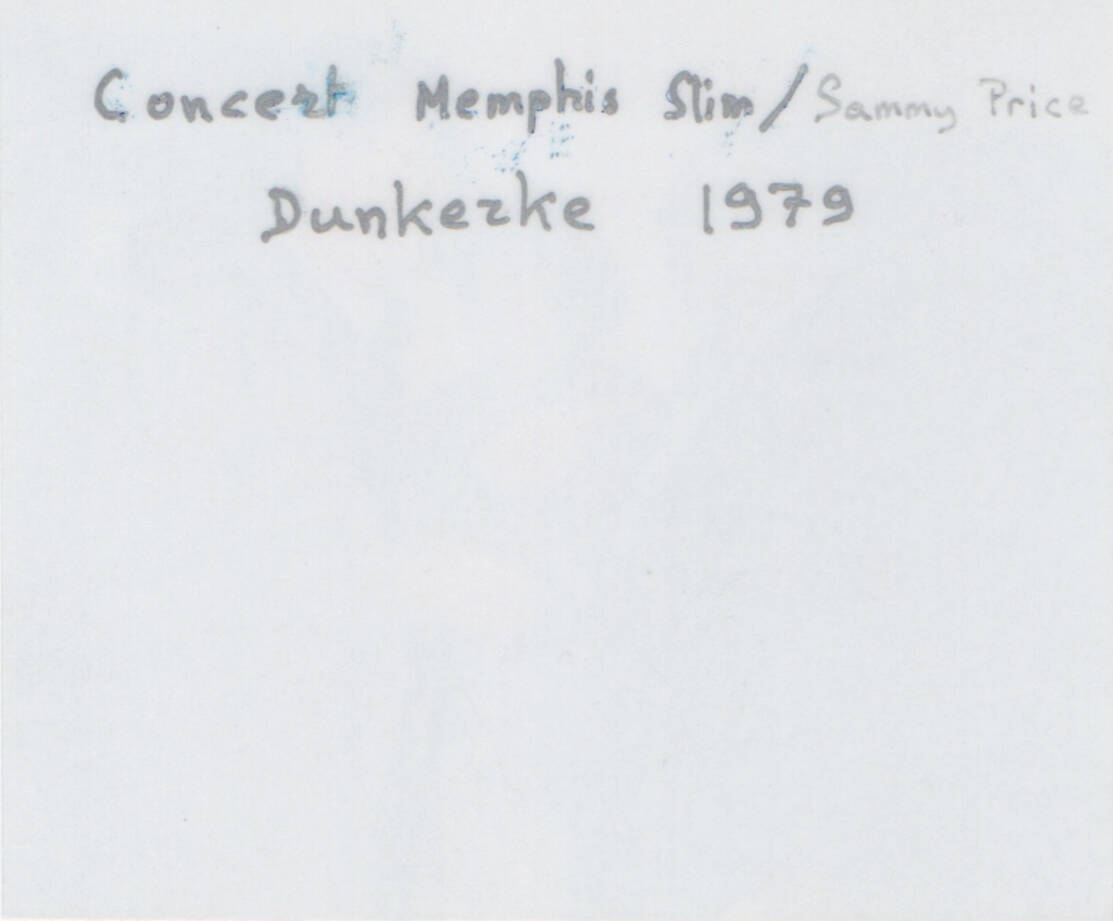 Concert Memphis Slim/Sammy Price
Dunkerke 1979